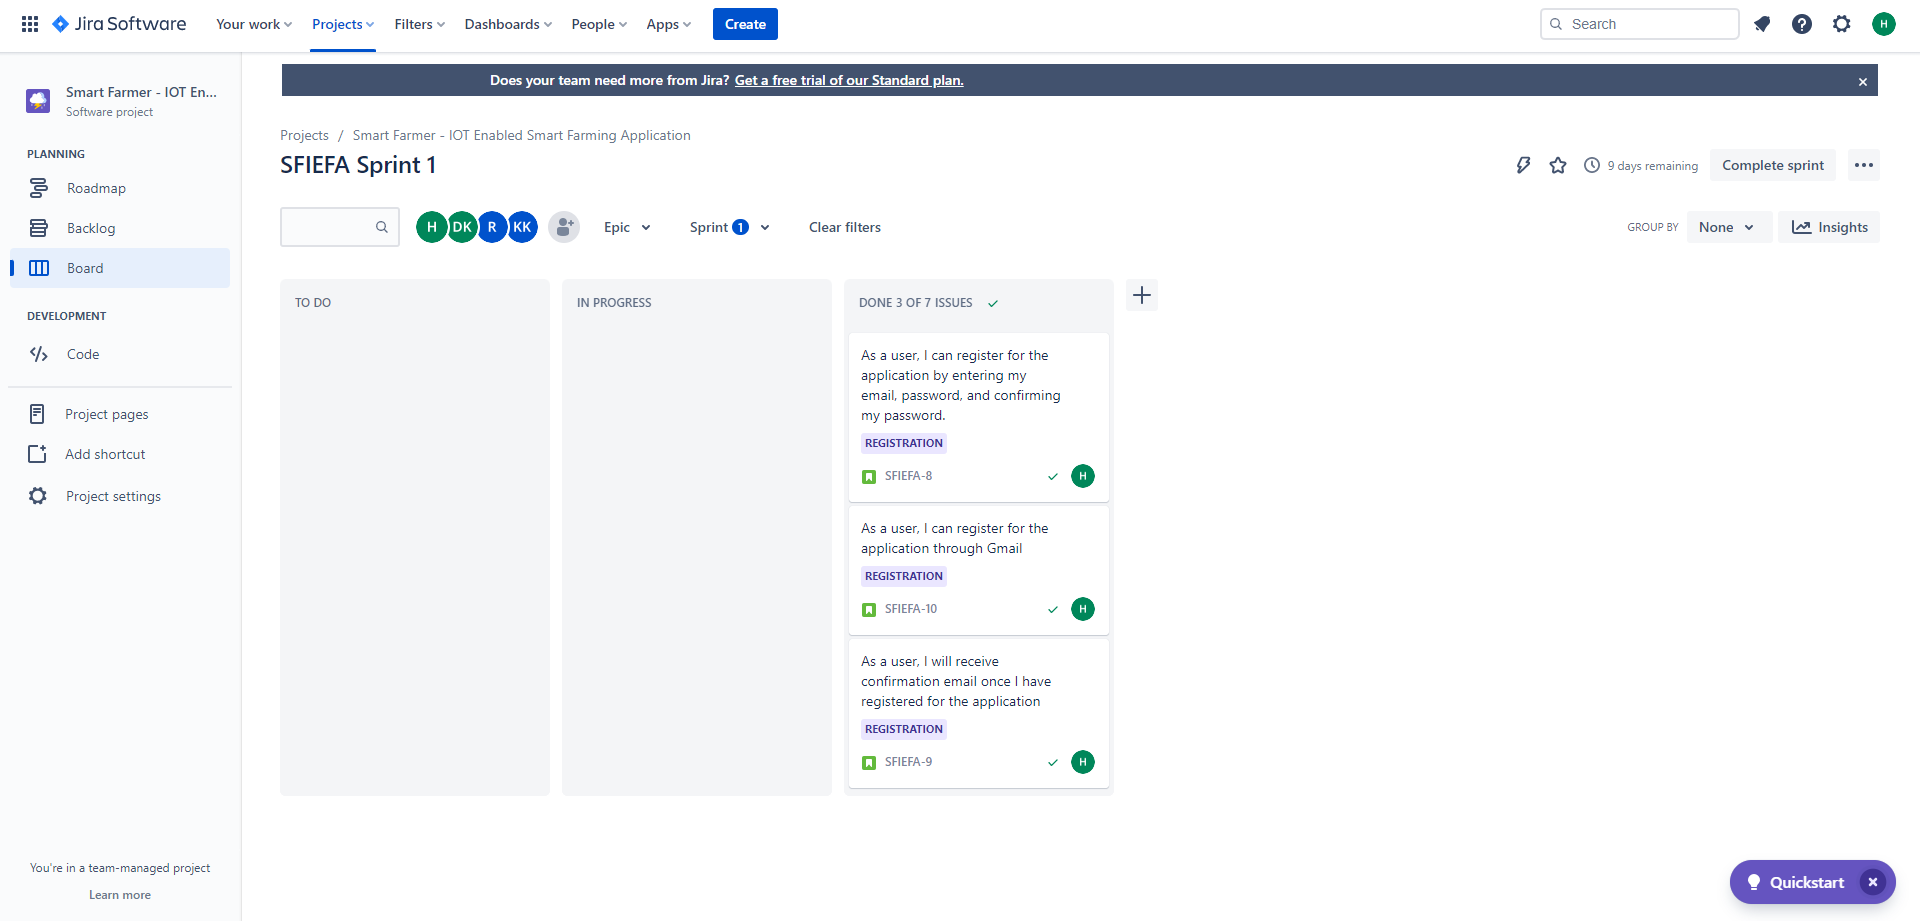 Jira Software
Your work
Projects
Filters
Dashboards
People
Apps
Create
Search
H
Does your team need more from Jira? Get a free trial of our Standard plan.
Smart Farmer - IOT En...
Software project
PLANNING
Roadmap
Backlog
Board
DEVELOPMENT
Code
Project pages
Add shortcut
Project settings
You're in a team-managed project
Learn more
Projects / Smart Farmer - IOT Enabled Smart Farming Application
SFIEFA Sprint 1
9 days remaining
Complete sprint
H DK R KK
Epic
Sprint 1
Clear filters
GROUP BY
None
Insights
TO DO
IN PROGRESS
DONE 3 OF 7 ISSUES
As a user, I can register for the
application by entering my
email, password, and confirming
my password.
REGISTRATION
SFIEFA-8
H
As a user, I can register for the
application through Gmail
REGISTRATION
SFIEFA-10
H
As a user, I will receive
confirmation email once I have
registered for the application
REGISTRATION
SFIEFA-9
H
Quickstart